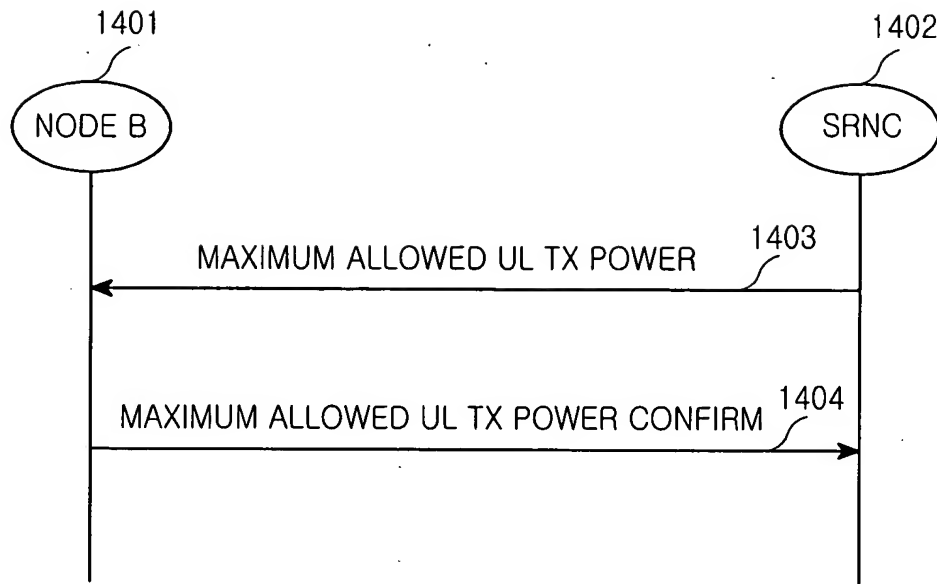 1401
1402
NODE B
SRNC
MAXIMUM ALLOWED UL TX POWER
1403
MAXIMUM ALLOWED UL TX POWER CONFIRM
1404